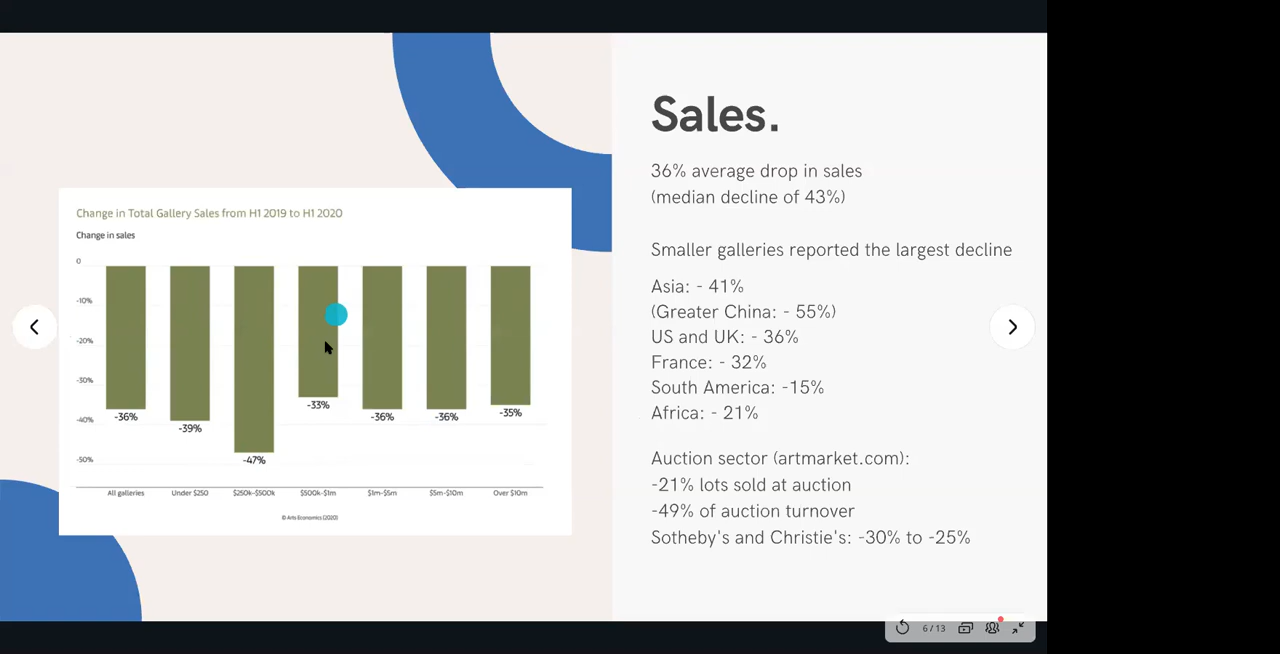 Change in Total Gallery Sales from H1 2019 to H1 2020
Change in sales
0
-10%
-20%
-30%
-40%
-50%
-36%
-39%
-47%
-33%
-36%
-36%
-35%
All galleries Under $250 $250k-$500k $500k-$1m $1m-$5m $5m-$10m Over $10m
© Arts Economics (2020)
Sales.
36% average drop in sales
(median decline of 43%)
Smaller galleries reported the largest decline
Asia: - 41%
(Greater China: - 55%)
US and UK: - 36%
France: - 32%
South America: -15%
Africa: - 21%
Auction sector (artmarket.com):
-21% lots sold at auction
-49% of auction turnover
Sotheby's and Christie's: -30% to -25%
6 / 13